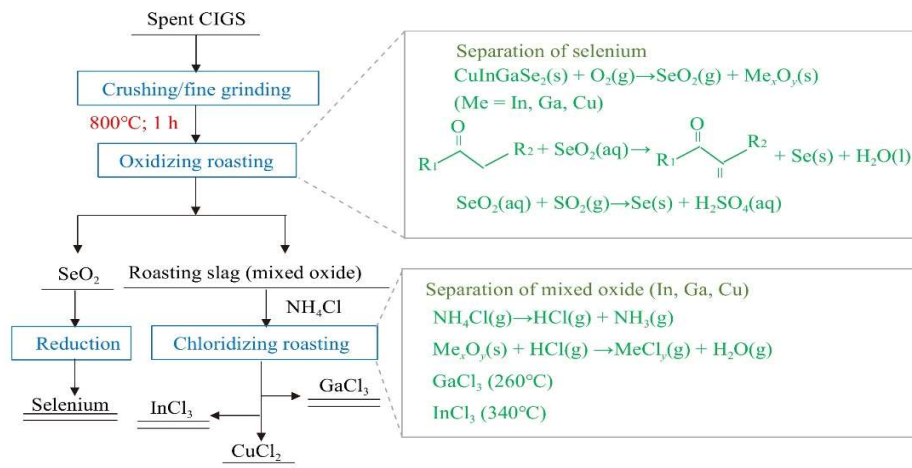 Spent CIGS
Crushing/fine grinding
800°C; 1 h
Oxidizing roasting
SeO₂
Roasting slag (mixed oxide)
NH₄Cl
Reduction
Chloridizing roasting
Selenium
InCl₃
GaCl₃
CuCl₂
Separation of selenium
CuInGaSe₂(s) + O₂(g)→SeO₂(g) + MeₓOᵧ(s)
(Me = In, Ga, Cu)
O
R₁
R₂ + SeO₂(aq)→
O
R₁
R₂
+ Se(s) + H₂O(l)
SeO₂(aq) + SO₂(g)→Se(s) + H₂SO₄(aq)
Separation of mixed oxide (In, Ga, Cu)
NH₄Cl(g)→HCl(g) + NH₃(g)
MeₓOᵧ(s) + HCl(g) →MeClᵧ(g) + H₂O(g)
GaCl₃ (260°C)
InCl₃ (340°C)